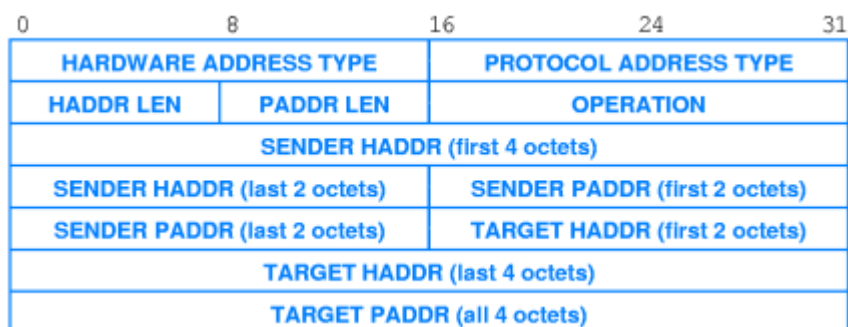 0 8 16 24 31
HARDWARE ADDRESS TYPE PROTOCOL ADDRESS TYPE
HADDR LEN PADDR LEN OPERATION
SENDER HADDR (first 4 octets)
SENDER HADDR (last 2 octets) SENDER PADDR (first 2 octets)
SENDER PADDR (last 2 octets) TARGET HADDR (first 2 octets)
TARGET HADDR (last 4 octets)
TARGET PADDR (all 4 octets)